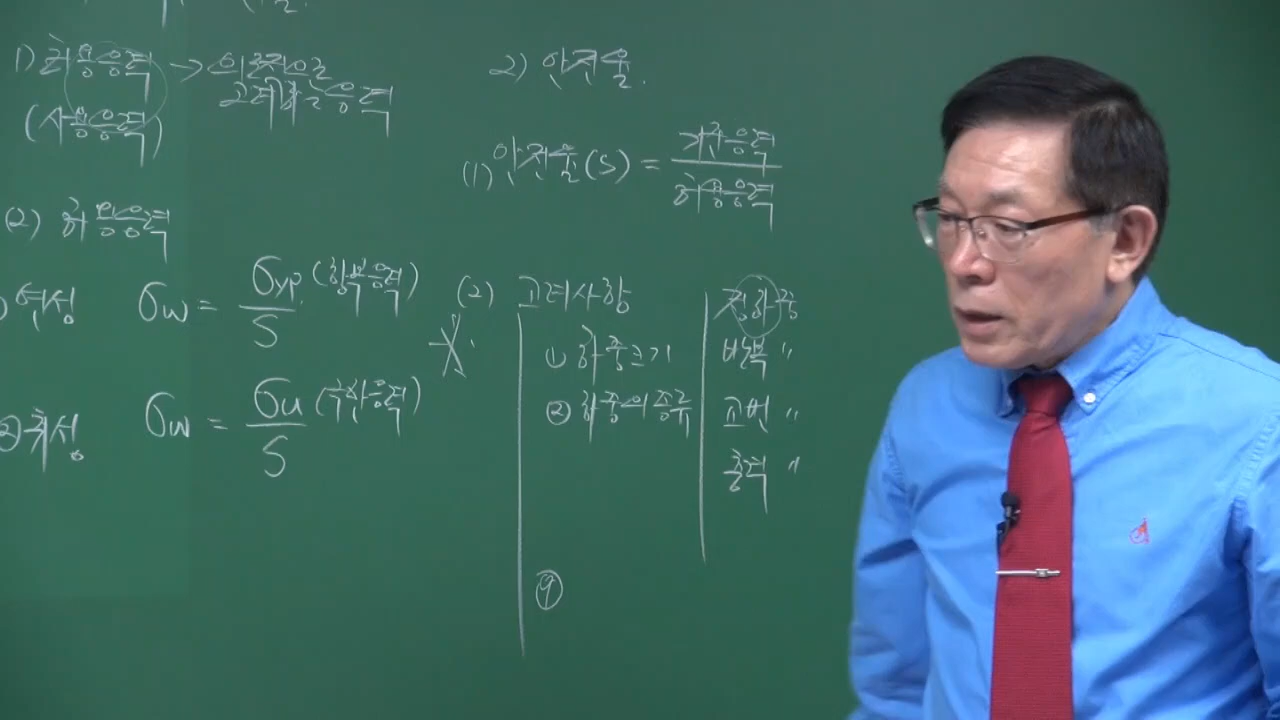 1) 허용응력 → 의도적으로
고려하는 응력
(사용응력)
(2) 허용응력
연성 σw = σyp (항복응력) / S
② 취성 σw = σu (극한응력) / S
2) 안전율.
(1) 안전율(S) = 기준응력 / 허용응력
(2) 고려사항
① 하중크기
② 하중의 종류
⑨
정하중
반복 〃
교번 〃
충격 〃